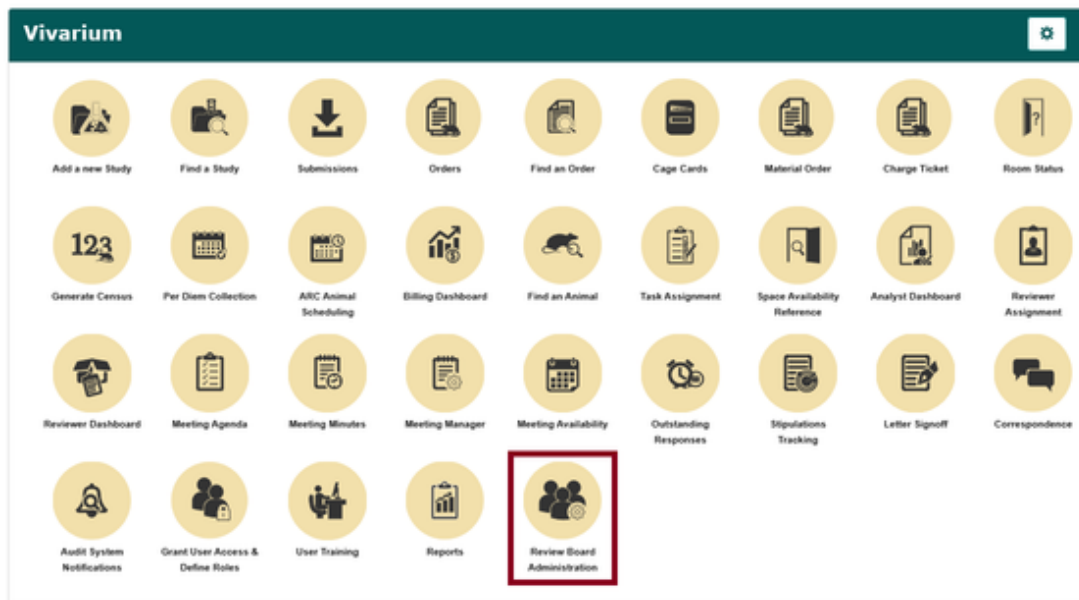 Vivarium
Add a new Study
Find a Study
Submissions
Orders
Find an Order
Cage Cards
Material Order
Charge Ticket
?
Room Status
123
Generate Census
Per Diem Collection
ARC Animal
Scheduling
$
Billing Dashboard
Find an Animal
Task Assignment
Space Availability
Reference
Analyst Dashboard
Reviewer
Assignment
Reviewer Dashboard
Meeting Agenda
Meeting Minutes
Meeting Manager
Meeting Availability
Outstanding
Responses
Stipulations
Tracking
Letter Signoff
Correspondence
Audit System
Notifications
Grant User Access &
Define Roles
User Training
Reports
Review Board
Administration